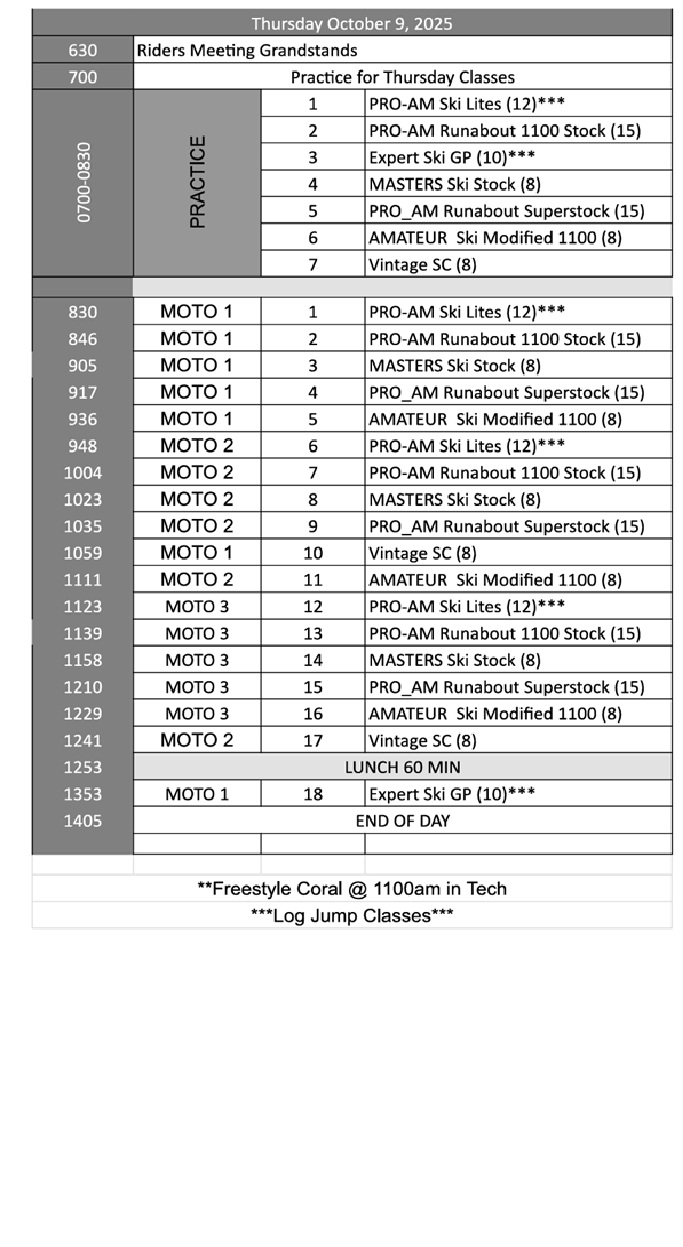 Thursday October 9, 2025
630 Riders Meeting Grandstands
700 Practice for Thursday Classes
0700-0830 PRACTICE
1 PRO-AM Ski Lites (12)***
2 PRO-AM Runabout 1100 Stock (15)
3 Expert Ski GP (10)***
4 MASTERS Ski Stock (8)
5 PRO_AM Runabout Superstock (15)
6 AMATEUR  Ski Modified 1100 (8)
7 Vintage SC (8)
830 MOTO 1 1 PRO-AM Ski Lites (12)***
846 MOTO 1 2 PRO-AM Runabout 1100 Stock (15)
905 MOTO 1 3 MASTERS Ski Stock (8)
917 MOTO 1 4 PRO_AM Runabout Superstock (15)
936 MOTO 1 5 AMATEUR  Ski Modified 1100 (8)
948 MOTO 2 6 PRO-AM Ski Lites (12)***
1004 MOTO 2 7 PRO-AM Runabout 1100 Stock (15)
1023 MOTO 2 8 MASTERS Ski Stock (8)
1035 MOTO 2 9 PRO_AM Runabout Superstock (15)
1059 MOTO 1 10 Vintage SC (8)
1111 MOTO 2 11 AMATEUR  Ski Modified 1100 (8)
1123 MOTO 3 12 PRO-AM Ski Lites (12)***
1139 MOTO 3 13 PRO-AM Runabout 1100 Stock (15)
1158 MOTO 3 14 MASTERS Ski Stock (8)
1210 MOTO 3 15 PRO_AM Runabout Superstock (15)
1229 MOTO 3 16 AMATEUR  Ski Modified 1100 (8)
1241 MOTO 2 17 Vintage SC (8)
1253 LUNCH 60 MIN
1353 MOTO 1 18 Expert Ski GP (10)***
1405 END OF DAY
**Freestyle Coral @ 1100am in Tech
***Log Jump Classes***